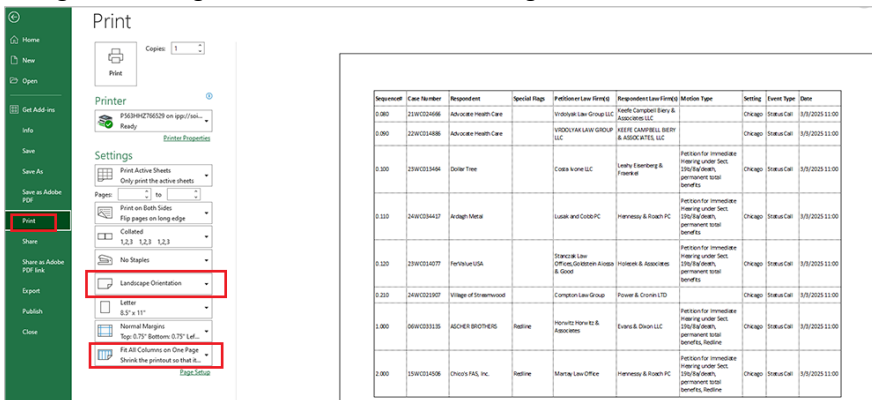 Print
Home
New
Open
Get Add-ins
Info
Save
Save As
Save as Adobe
PDF
Print
Share
Share as Adobe
PDF link
Export
Publish
Close
Copies: 1
Print
Printer
P563HHZ766529 on ipp://soi...
Ready
Printer Properties
Settings
Print Active Sheets
Only print the active sheets
Pages: to
Print on Both Sides
Flip pages on long edge
Collated
1,2,3 1,2,3 1,2,3
No Staples
Landscape Orientation
Letter
8.5" x 11"
Normal Margins
Top: 0.75" Bottom: 0.75" Lef...
Fit All Columns on One Page
Shrink the printout so that it...
Page Setup
Sequence# Case Number Respondent Special Flags Petitioner Law Firm(s) Respondent Law Firm(s) Motion Type Setting Event Type Date
0.080 21WC024666 Advocate Health Care Vrdolyak Law Group LLC Keefe Campbell Biery &
Associates LLC Chicago Status Call 3/3/2025 11:00
0.090 22WC014886 Advocate Health Care VRDOLYAK LAW GROUP
LLC KEEFE CAMPBELL BIERY
& ASSOCIATES, LLC Chicago Status Call 3/3/2025 11:00
0.100 23WC013464 Dollar Tree Costa Ivone LLC Leahy Eisenberg &
Fraenkel Petition for Immediate
Hearing under Sect.
19b/8a/death,
permanent total
benefits Chicago Status Call 3/3/2025 11:00
0.110 24WC034417 Ardagh Metal Lusak and Cobb PC Hennessy & Roach PC Petition for Immediate
Hearing under Sect.
19b/8a/death,
permanent total
benefits Chicago Status Call 3/3/2025 11:00
0.120 23WC014077 FerValue USA Stanczak Law
Offices,Goldstein
& Good Holecek & Associates Petition for Immediate
Hearing under Sect.
19b/8a/death,
permanent total
benefits Chicago Status Call 3/3/2025 11:00
0.210 24WC021907 Village of Streamwood Compton Law Group Power & Cronin LTD Chicago Status Call 3/3/2025 11:00
1.000 06WC033135 ASCHER BROTHERS Redline Horwitz Horwitz &
Associates Evans & Dixon LLC Petition for Immediate
Hearing under Sect.
19b/8a/death,
permanent total
benefits, Redline Chicago Status Call 3/3/2025 11:00
2.000 15WC014506 Chico's FAS, Inc. Redline Martay Law Office Hennessy & Roach PC Petition for Immediate
Hearing under Sect.
19b/8a/death,
permanent total
benefits, Redline Chicago Status Call 3/3/2025 11:00